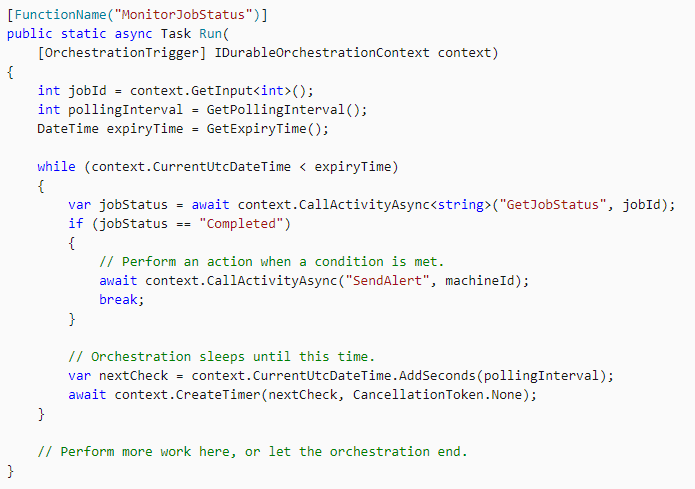 [FunctionName("MonitorJobStatus")]
public static async Task Run(
    [OrchestrationTrigger] IDurableOrchestrationContext context)
{
    int jobId = context.GetInput<int>();
    int pollingInterval = GetPollingInterval();
    DateTime expiryTime = GetExpiryTime();

    while (context.CurrentUtcDateTime < expiryTime)
    {
        var jobStatus = await context.CallActivityAsync<string>("GetJobStatus", jobId);
        if (jobStatus == "Completed")
        {
            // Perform an action when a condition is met.
            await context.CallActivityAsync("SendAlert", machineId);
            break;
        }

        // Orchestration sleeps until this time.
        var nextCheck = context.CurrentUtcDateTime.AddSeconds(pollingInterval);
        await context.CreateTimer(nextCheck, CancellationToken.None);
    }

    // Perform more work here, or let the orchestration end.
}